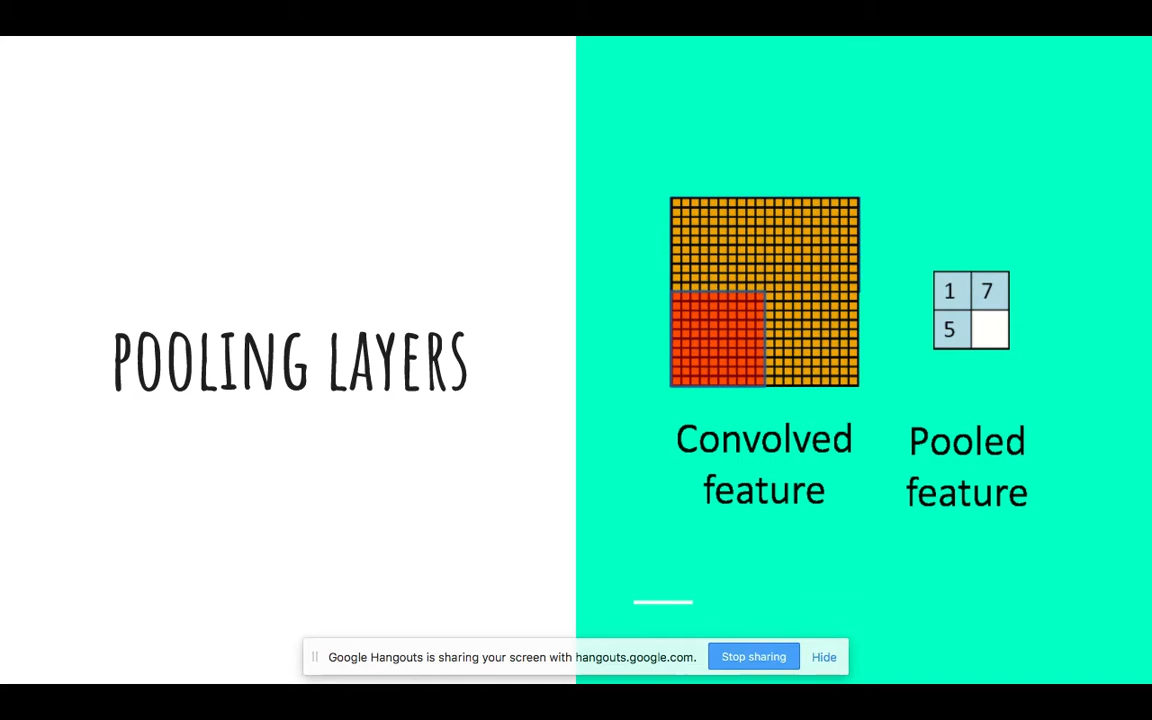 POOLING LAYERS
1 7
5
Convolved
feature
Pooled
feature
Google Hangouts is sharing your screen with hangouts.google.com.
Stop sharing
Hide